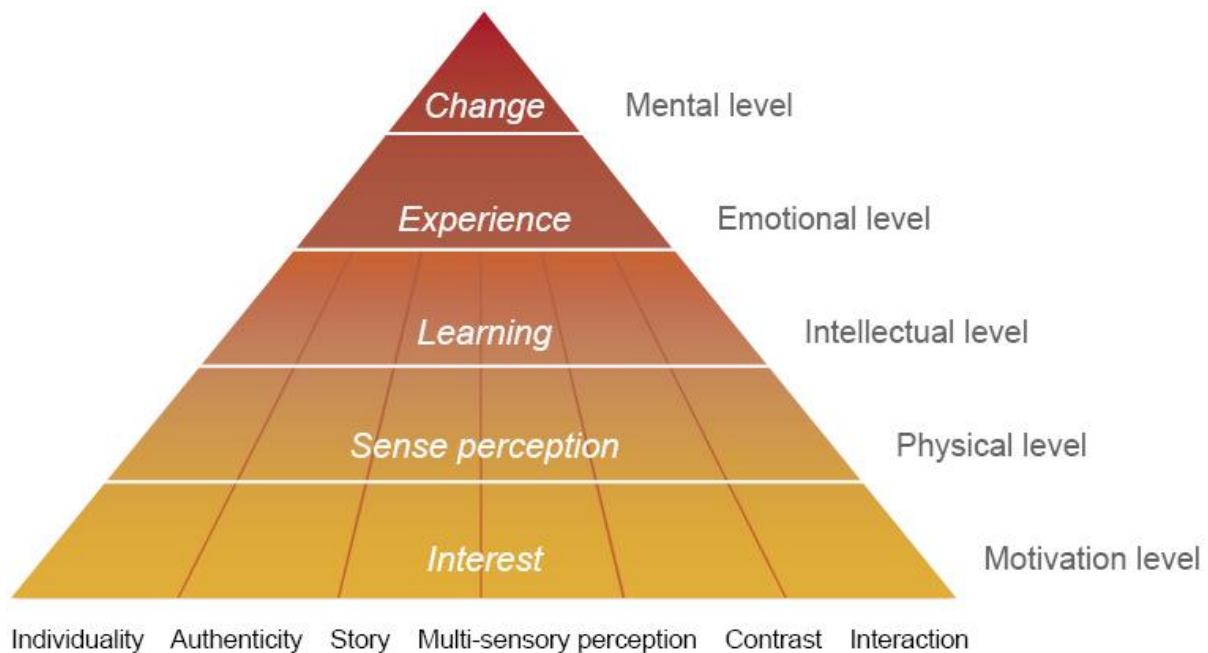 Change Mental level
Experience Emotional level
Learning Intellectual level
Sense perception Physical level
Interest Motivation level
Individuality Authenticity Story Multi-sensory perception Contrast Interaction